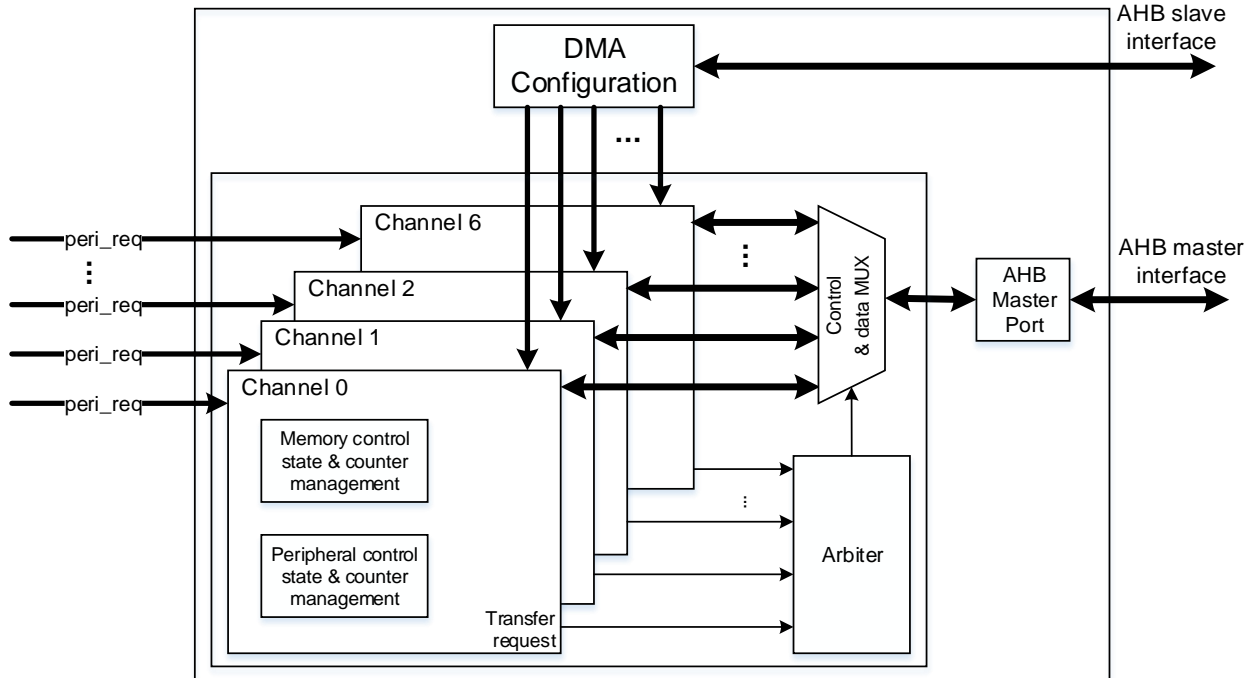 AHB slave
interface
DMA
Configuration
...
Channel 6
peri_req
...
...
AHB master
interface
Channel 2
AHB
Master
Port
peri_req
Control
& data MUX
Channel 1
peri_req
Channel 0
peri_req
Memory control
state & counter
management
...
Peripheral control
state & counter
management
Arbiter
Transfer
request